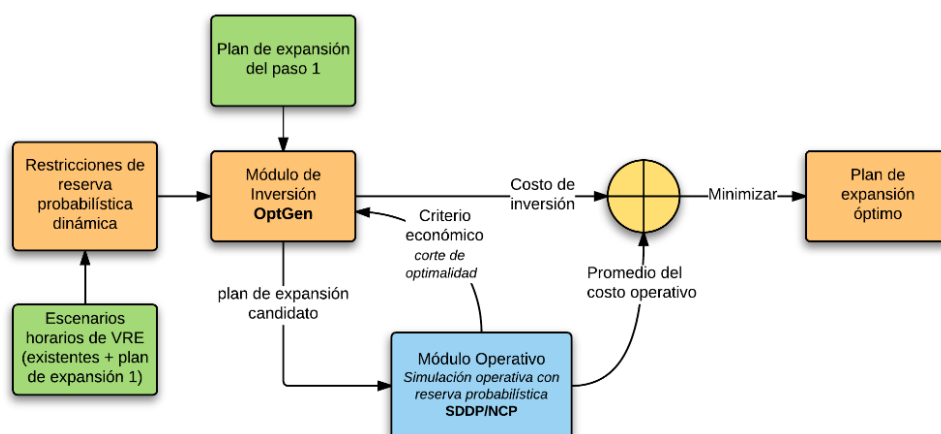 Plan de expansión
del paso 1
Restricciones de
reserva
probabilística
dinámica
Módulo de
Inversión
OptGen
Costo de
inversión
Minimizar
Plan de
expansión
óptimo
Criterio
económico
corte de
optimalidad
Promedio del
costo operativo
plan de expansión
candidato
Escenarios
horarios de VRE
(existentes + plan
de expansión 1)
Módulo Operativo
Simulación operativa con
reserva probabilística
SDDP/NCP